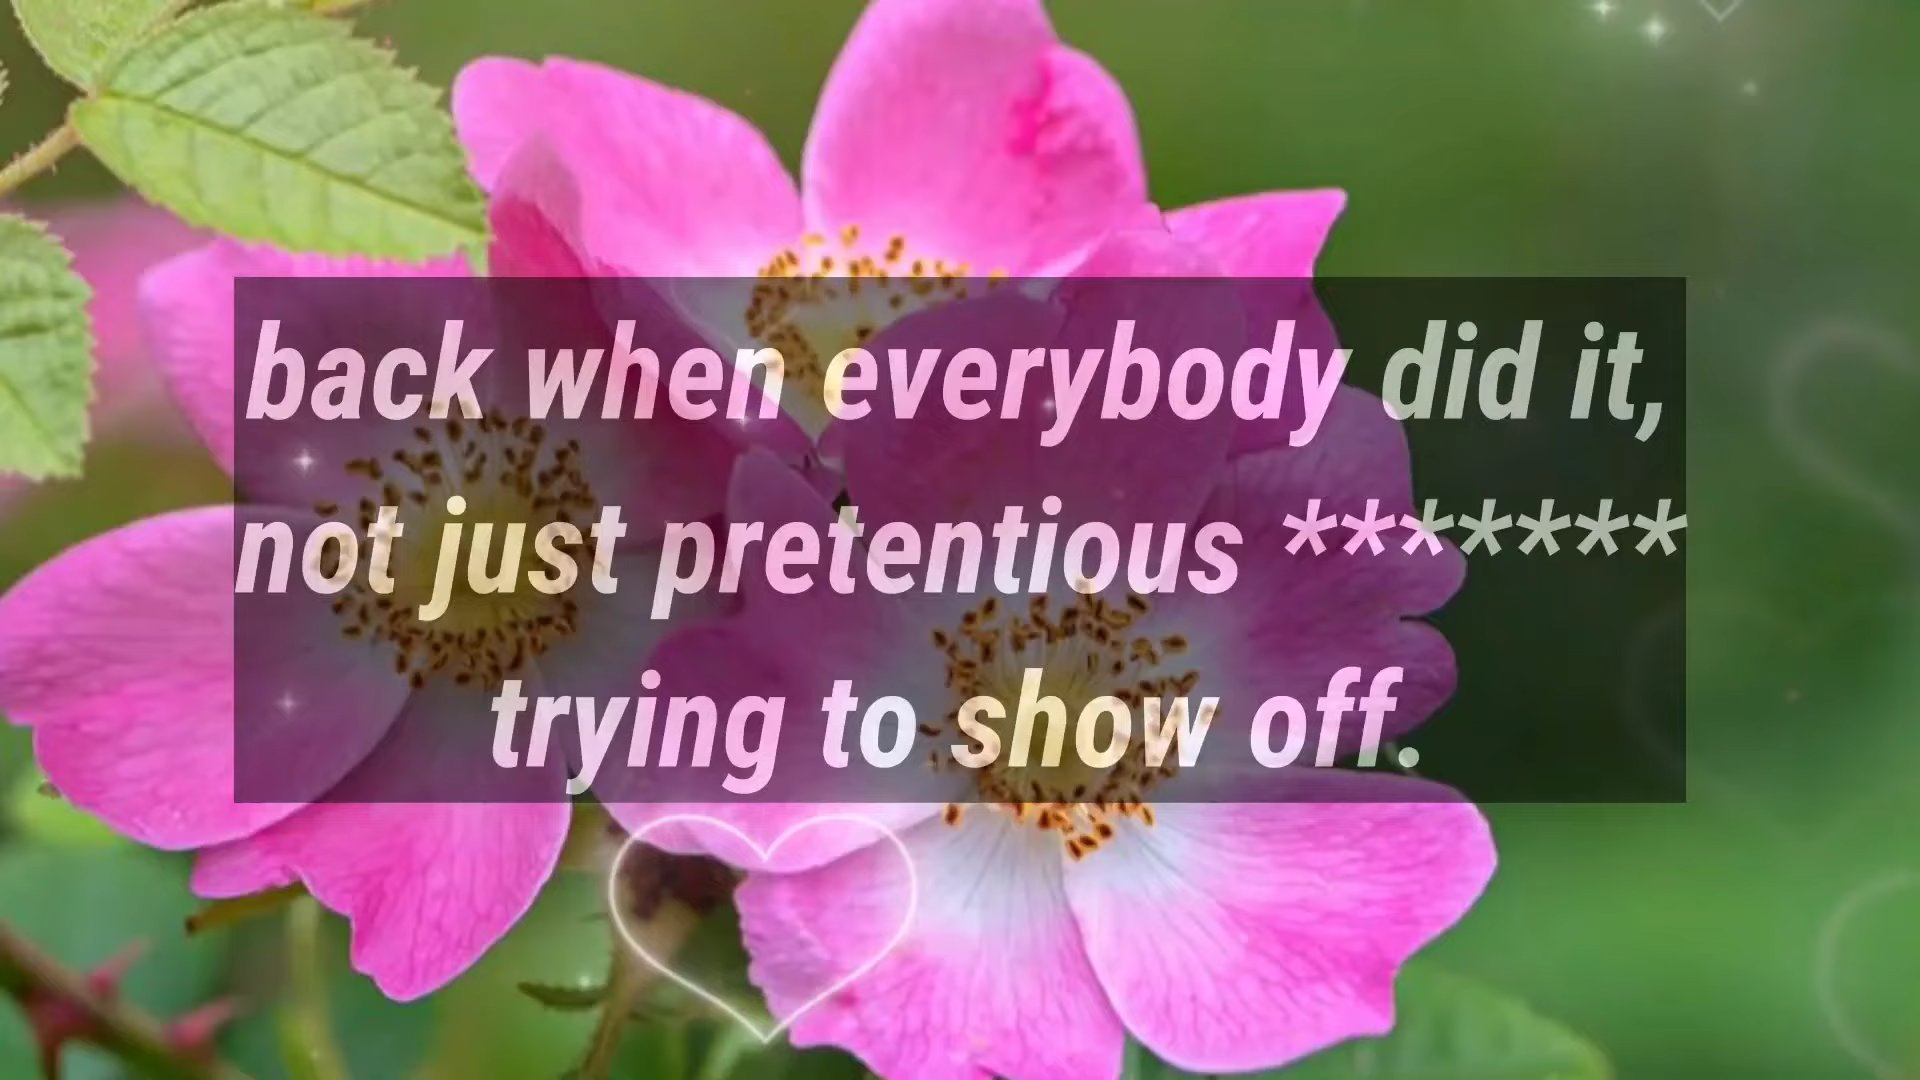 back when everybody did it,
not just pretentious *******
trying to show off.